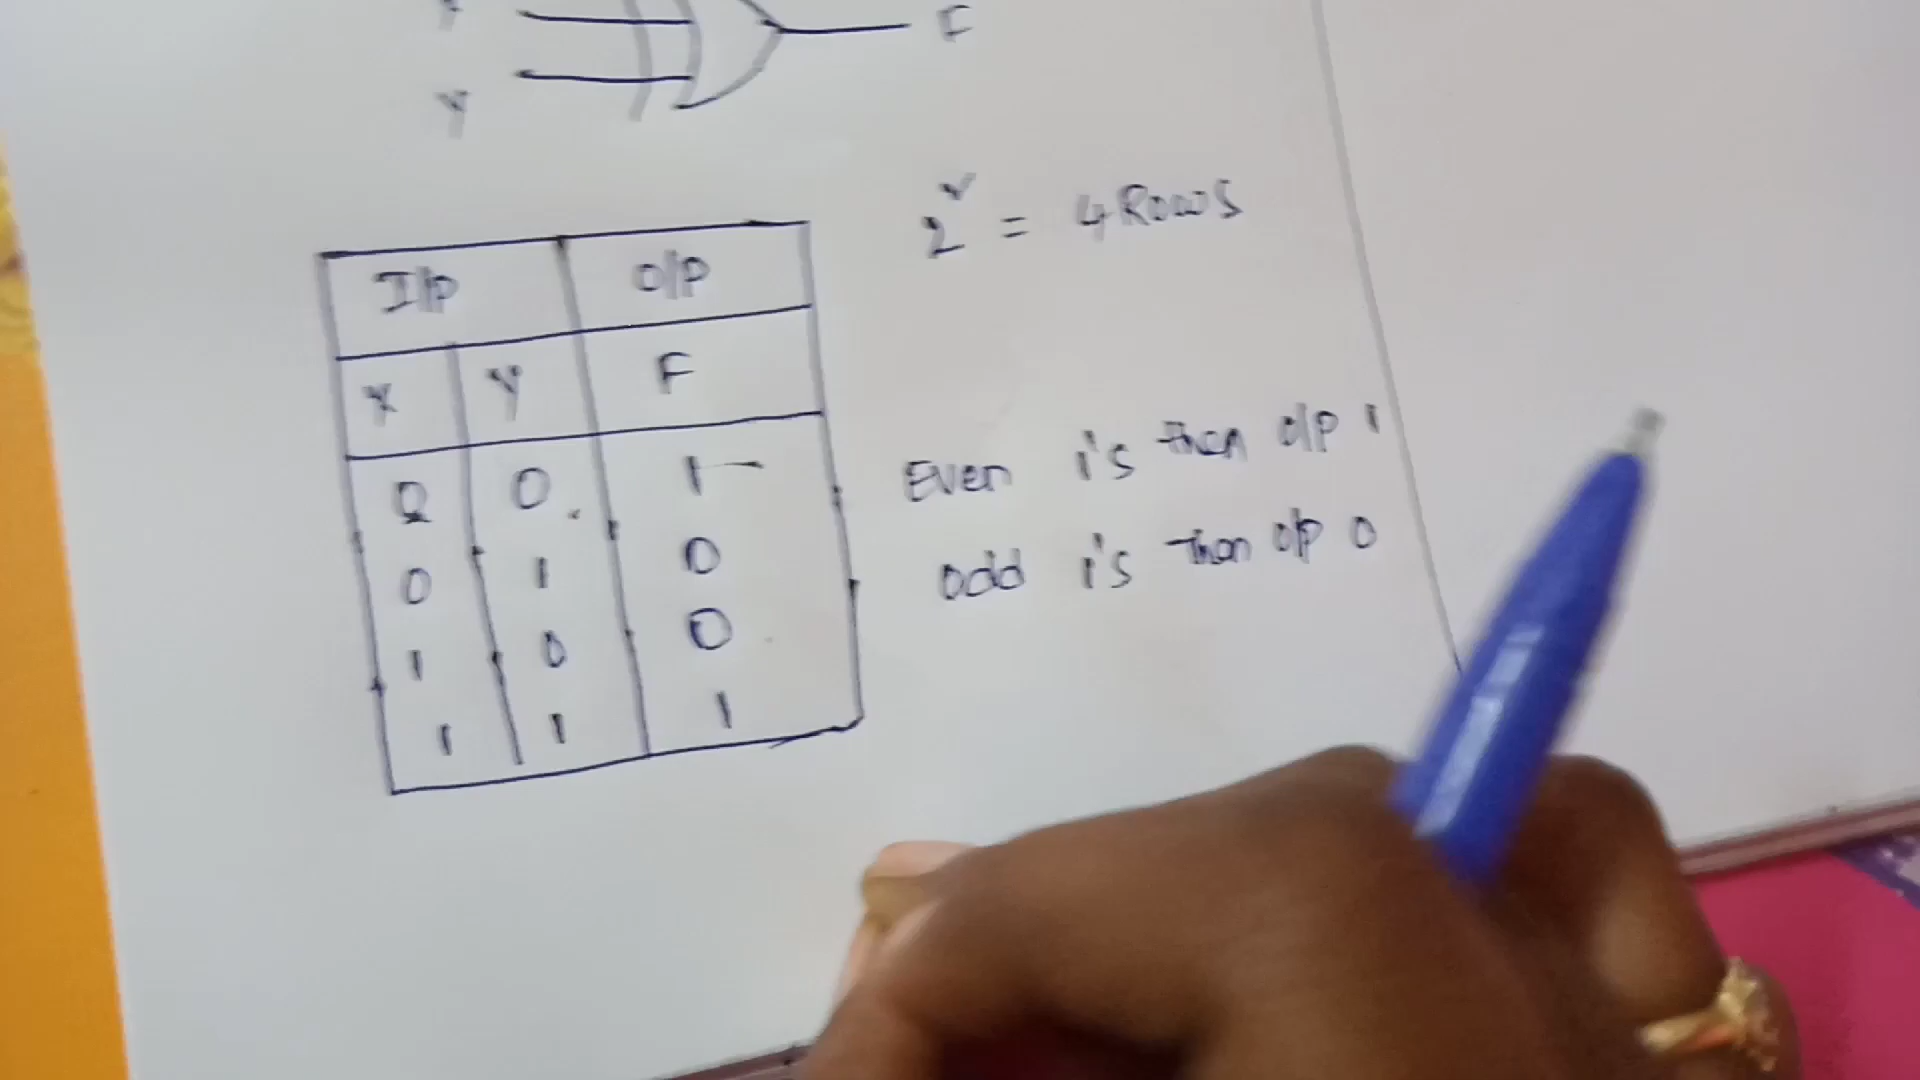 F
Y
2² = 4 Rows
I/P O/P
X Y F
0 0 1
0 1 0
1 0 0
1 1 1
Even 1's then O/P 1
odd 1's then O/P 0